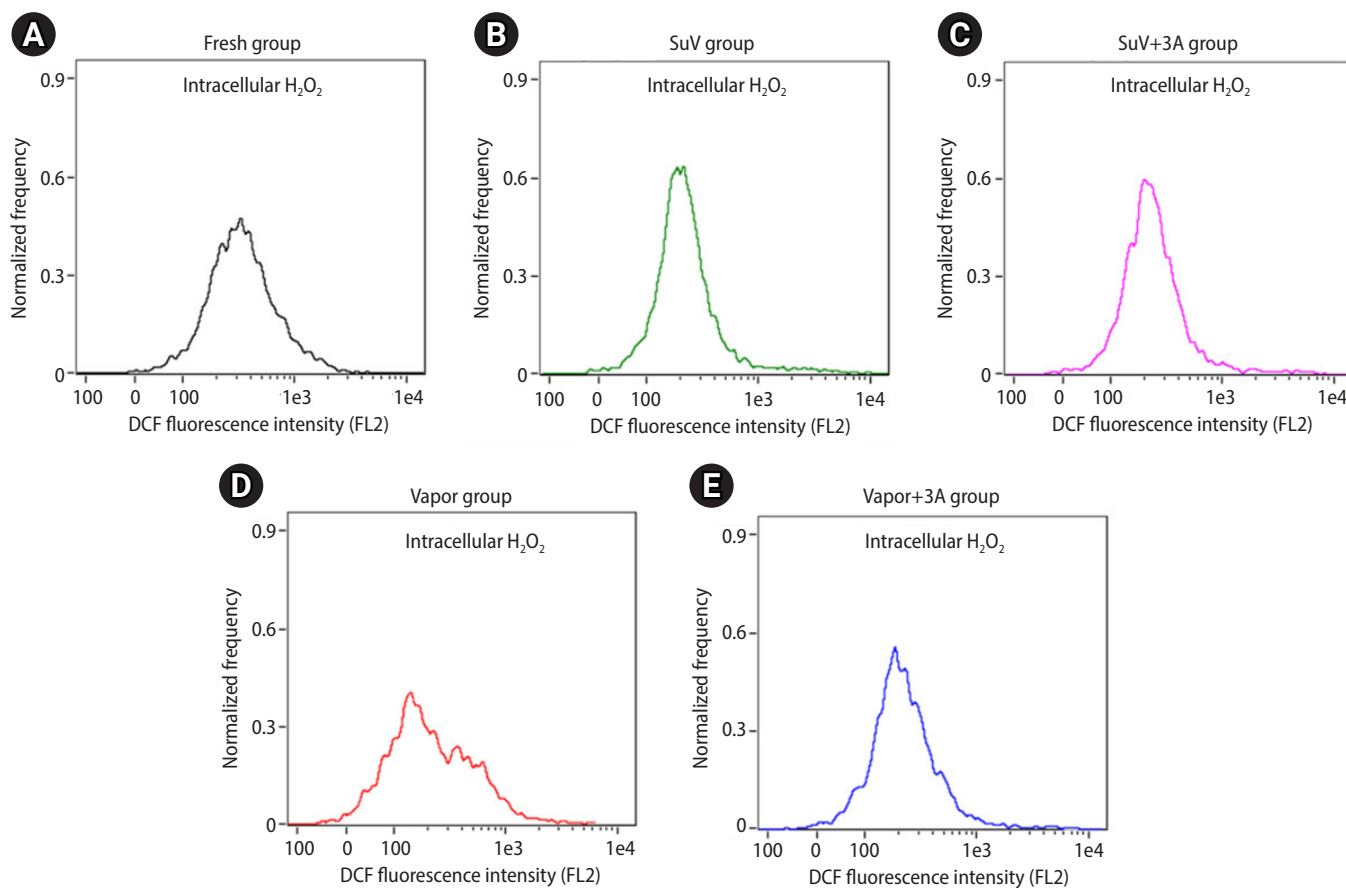 A
Fresh group
Intracellular H₂O₂
Normalized frequency
0.9
0.6
0.3
0
100 0 100 1e3 1e4
DCF fluorescence intensity (FL2)
B
SuV group
Intracellular H₂O₂
Normalized frequency
0.9
0.6
0.3
0
100 0 100 1e3 1e4
DCF fluorescence intensity (FL2)
C
SuV+3A group
Intracellular H₂O₂
Normalized frequency
0.9
0.6
0.3
0
100 0 100 1e3 1e4
DCF fluorescence intensity (FL2)
D
Vapor group
Intracellular H₂O₂
Normalized frequency
0.9
0.6
0.3
0
100 0 100 1e3 1e4
DCF fluorescence intensity (FL2)
E
Vapor+3A group
Intracellular H₂O₂
Normalized frequency
0.9
0.6
0.3
0
100 0 100 1e3 1e4
DCF fluorescence intensity (FL2)